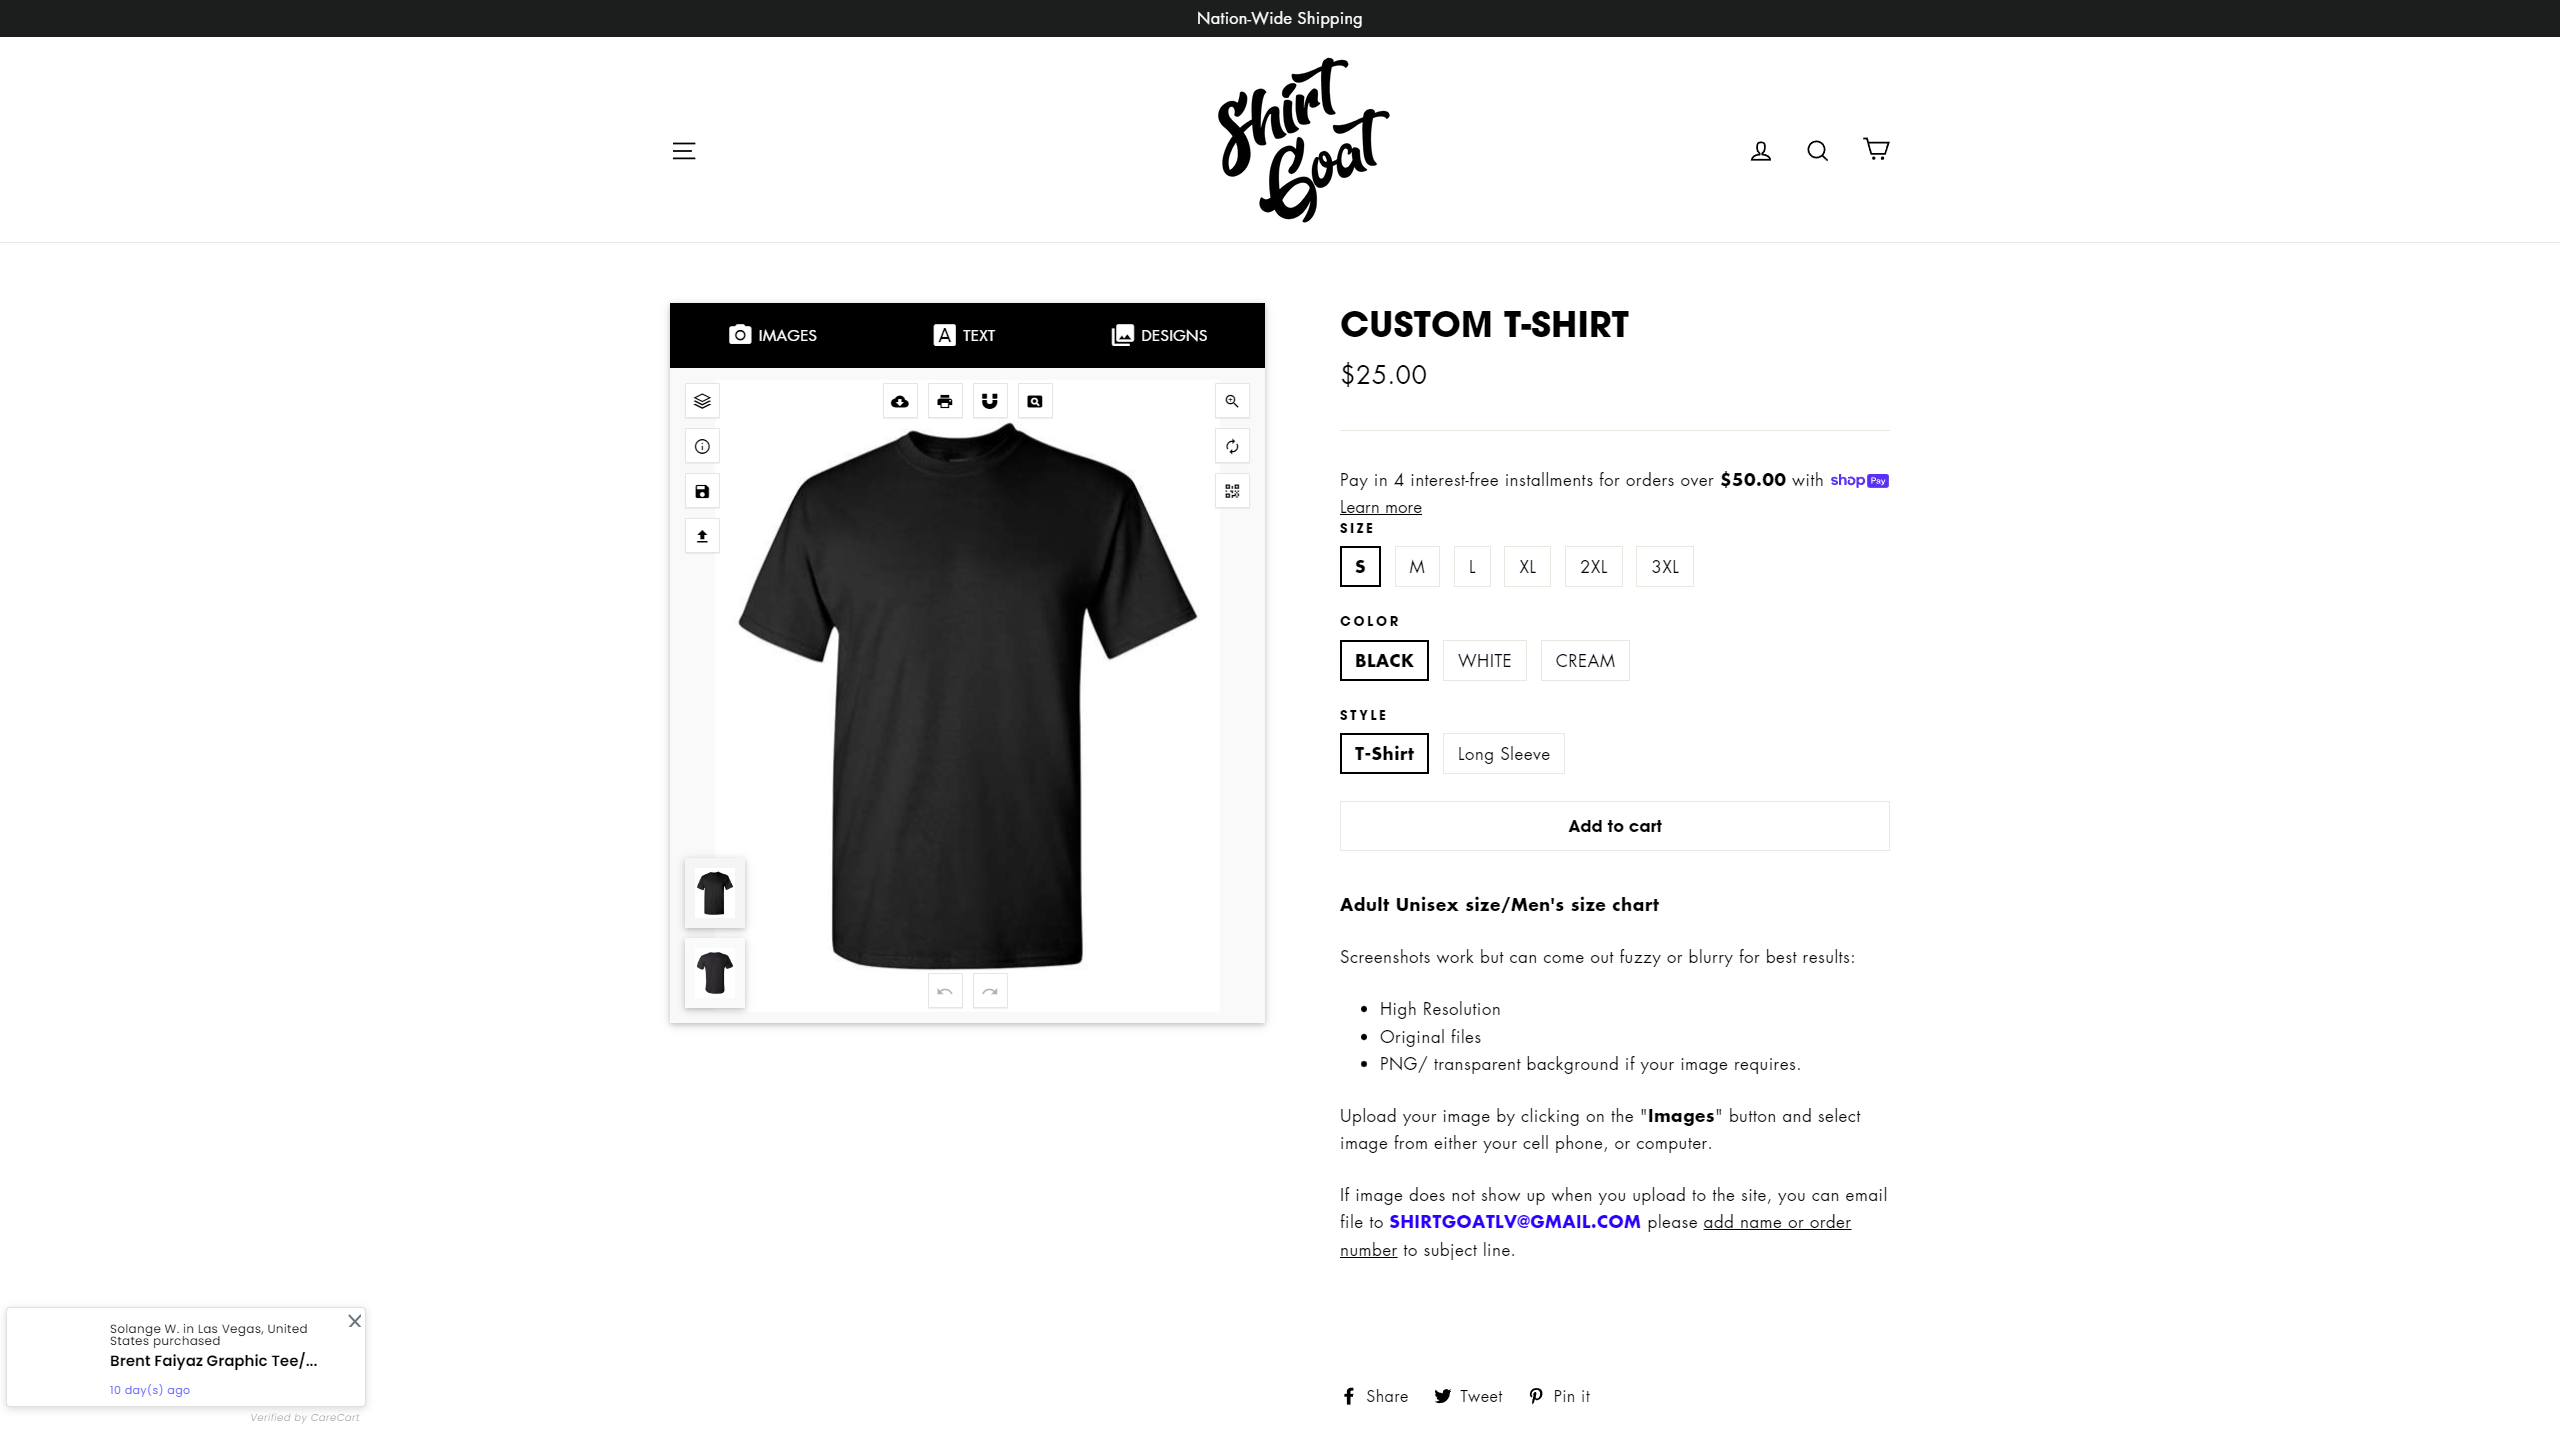 Nation-Wide Shipping
Shirt
Goat
IMAGES
TEXT
DESIGNS
CUSTOM T-SHIRT
$25.00
Pay in 4 interest-free installments for orders over $50.00 with shop Pay
Learn more
SIZE
S M L XL 2XL 3XL
COLOR
BLACK WHITE CREAM
STYLE
T-Shirt Long Sleeve
Add to cart
Adult Unisex size/Men's size chart
Screenshots work but can come out fuzzy or blurry for best results:
High Resolution
Original files
PNG/ transparent background if your image requires.
Upload your image by clicking on the "Images" button and select
image from either your cell phone, or computer.
If image does not show up when you upload to the site, you can email
file to SHIRTGOATLV@GMAIL.COM please add name or order
number to subject line.
Share Tweet Pin it
Solange W. in Las Vegas, United
States purchased
Brent Faiyaz Graphic Tee/...
10 day(s) ago
Verified by CareCart